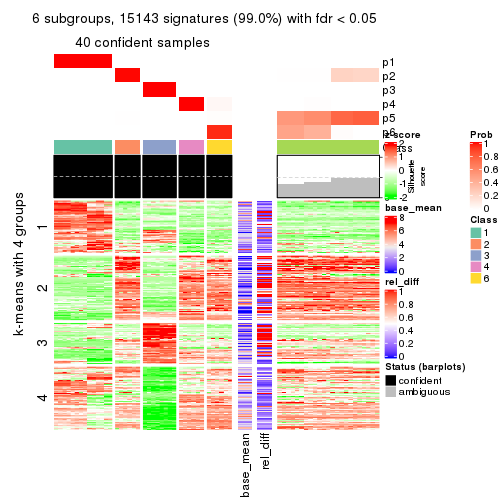 6 subgroups, 15143 signatures (99.0%) with fdr < 0.05
40 confident samples
p1
p2
p3
p4
p5
p6
Class
Silhouette
score
k-means with 4 groups
1
2
3
4
base_mean
rel_diff
z-score
2
1
0
-1
-2
base_mean
8
6
4
2
0
rel_diff
1
0.8
0.6
0.4
0.2
0
Status (barplots)
confident
ambiguous
Prob
1
0.8
0.6
0.4
0.2
0
Class
1
2
3
4
6